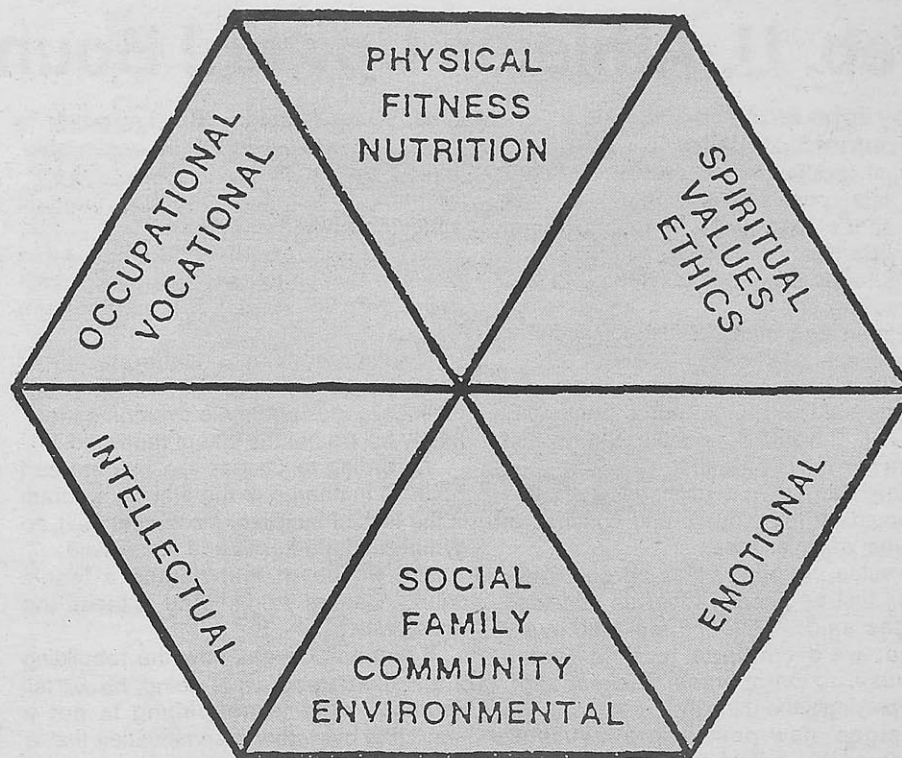 PHYSICAL
FITNESS
NUTRITION
SPIRITUAL
VALUES
ETHICS
EMOTIONAL
SOCIAL
FAMILY
COMMUNITY
ENVIRONMENTAL
INTELLECTUAL
OCCUPATIONAL
VOCATIONAL